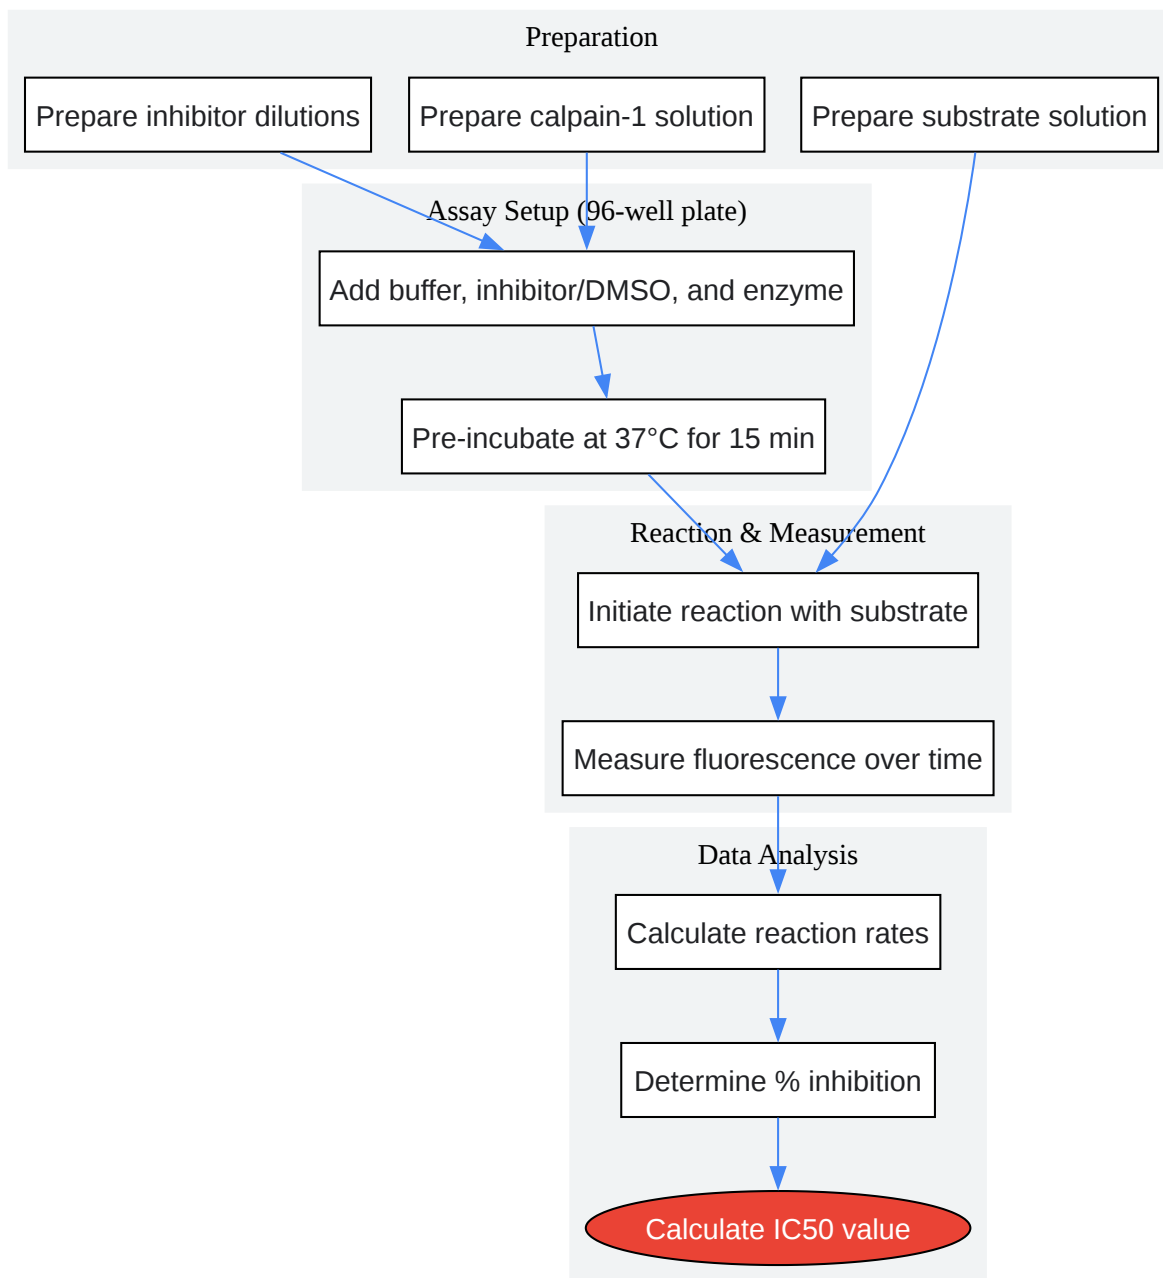 Preparation
Prepare inhibitor dilutions
Prepare calpain-1 solution
Prepare substrate solution
Assay Setup (96-well plate)
Add buffer, inhibitor/DMSO, and enzyme
Pre-incubate at 37°C for 15 min
Reaction & Measurement
Initiate reaction with substrate
Measure fluorescence over time
Data Analysis
Calculate reaction rates
Determine % inhibition
Calculate IC50 value